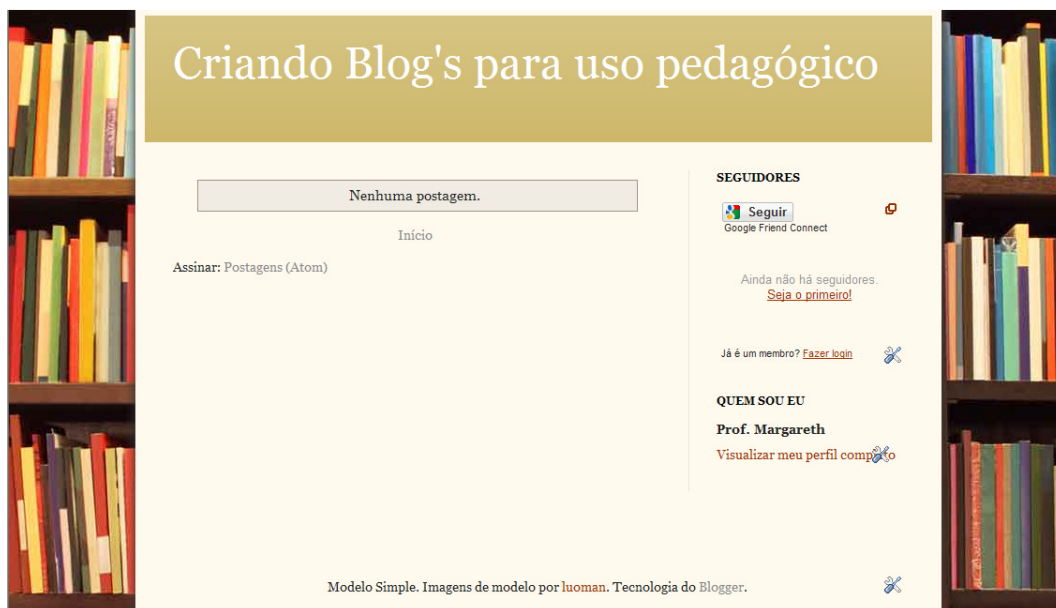 Criando Blog's para uso pedagógico
Nenhuma postagem.
Início
Assinar: Postagens (Atom)
SEGUIDORES
Seguir
Google Friend Connect
Ainda não há seguidores.
Seja o primeiro!
Já é um membro? Fazer login
QUEM SOU EU
Prof. Margareth
Visualizar meu perfil
Modelo Simple. Imagens de modelo por luoman. Tecnologia do Blogger.